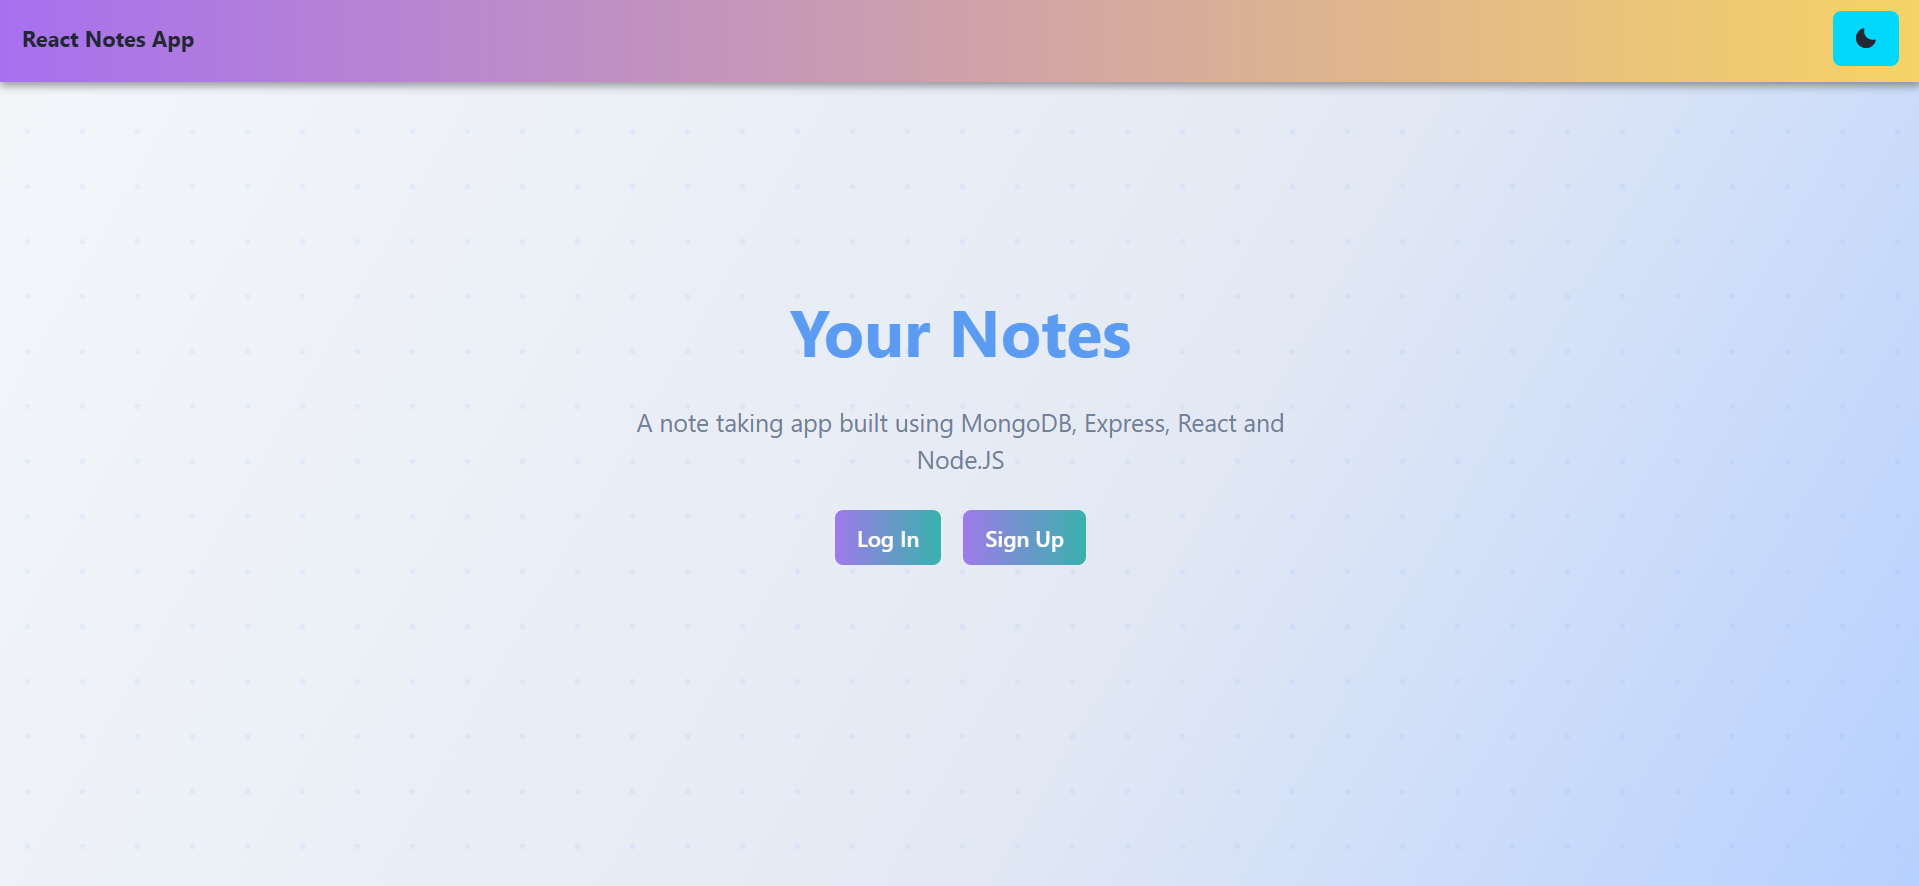 React Notes App
Your Notes
A note taking app built using MongoDB, Express, React and
Node.JS
Log In
Sign Up